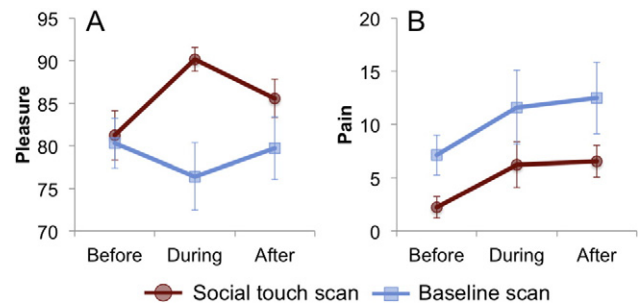 A
95
90
85
80
75
70
Pleasure
Before During After
B
20
15
10
5
0
Pain
Before During After
Social touch scan Baseline scan